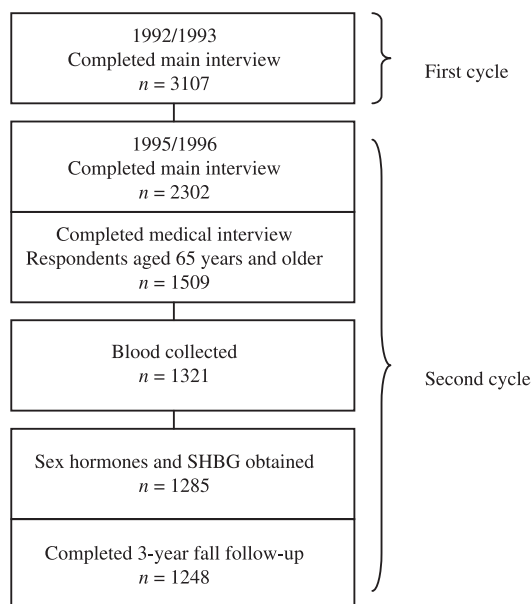 1992/1993
Completed main interview
n = 3107
First cycle
1995/1996
Completed main interview
n = 2302
Completed medical interview
Respondents aged 65 years and older
n = 1509
Blood collected
n = 1321
Second cycle
Sex hormones and SHBG obtained
n = 1285
Completed 3-year fall follow-up
n = 1248